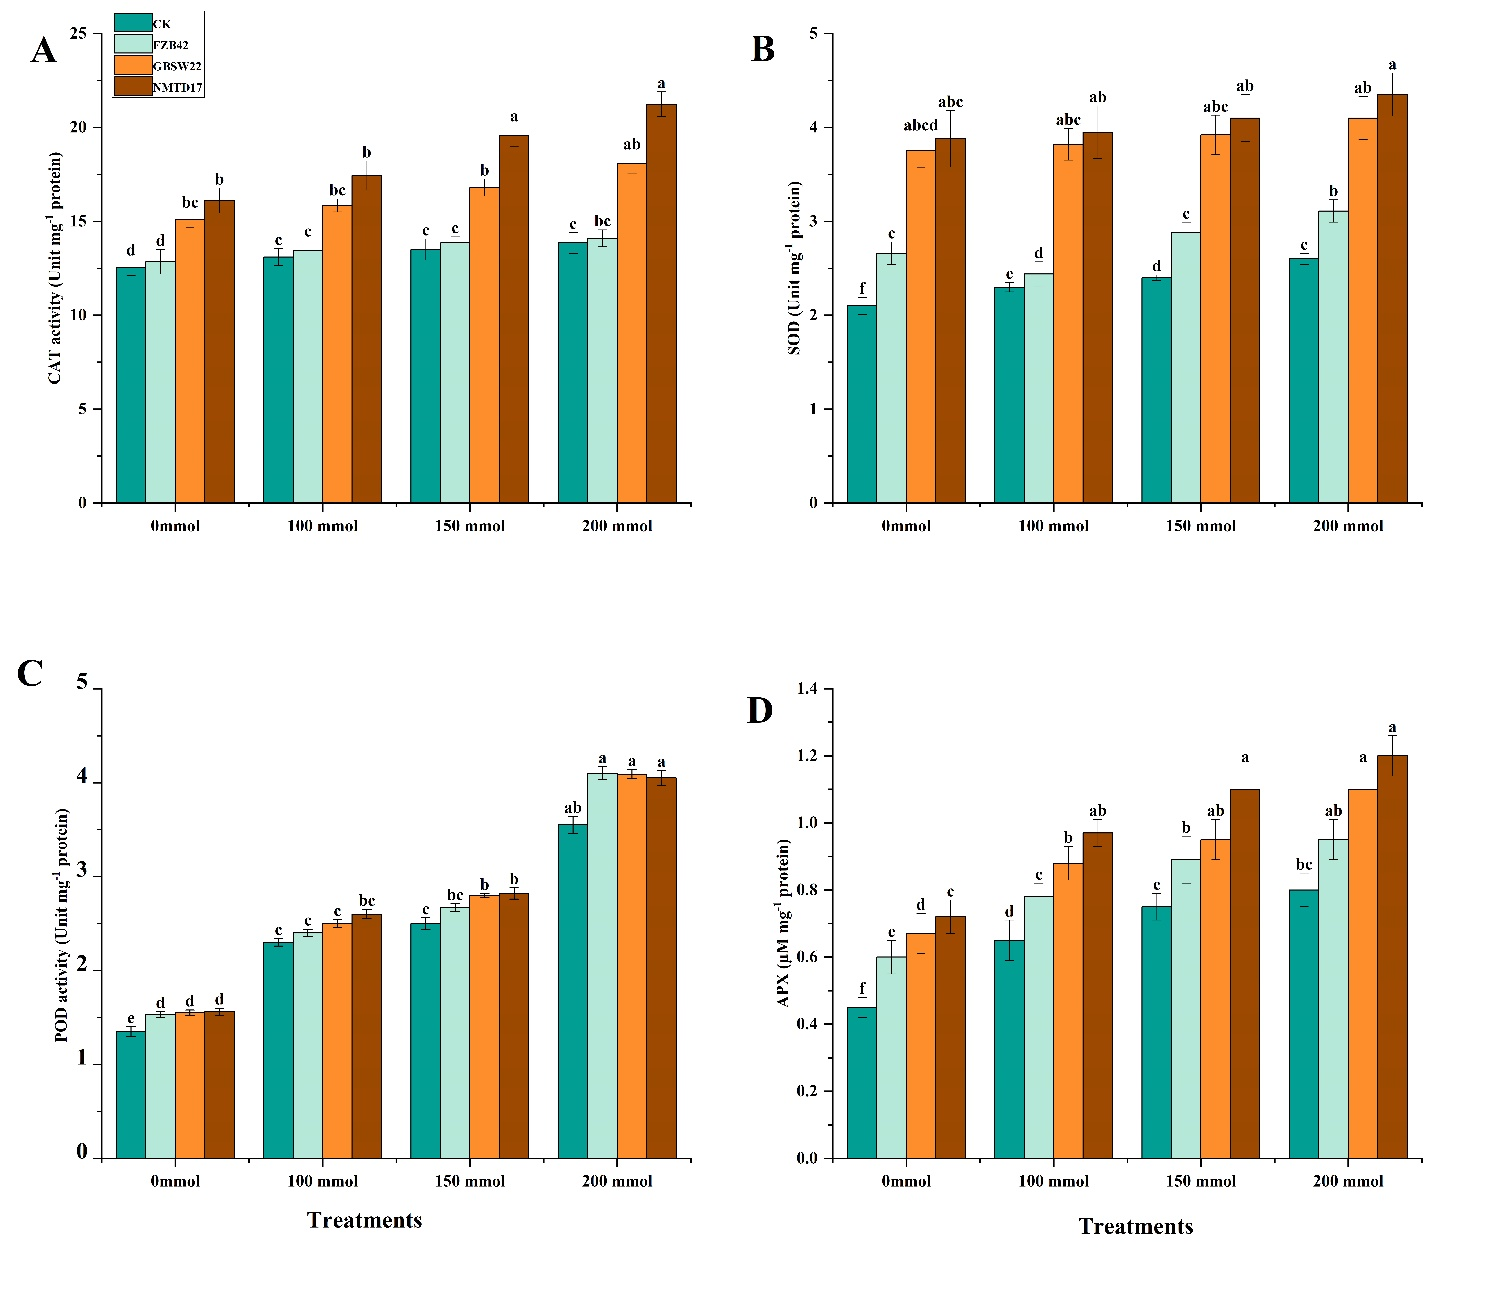 A
CK
FZB42
GBSW22
NMTD17
CAT activity (Unit mg-1 protein)
25
20
15
10
5
0
d
d
bc
b
c
c
bc
b
c
c
b
a
c
bc
ab
a
0mmol
100 mmol
150 mmol
200 mmol
B
SOD (Unit mg-1 protein)
5
4
3
2
1
0
f
c
abcd
abc
e
d
abc
ab
d
c
abc
ab
c
b
ab
a
0mmol
100 mmol
150 mmol
200 mmol
C
POD activity (Unit mg-1 protein)
5
4
3
2
1
0
e
d
d
d
c
c
c
bc
c
bc
b
b
ab
a
a
a
0mmol
100 mmol
150 mmol
200 mmol
Treatments
D
APX (µM mg-1 protein)
1.4
1.2
1.0
0.8
0.6
0.4
0.2
0.0
f
e
d
c
d
c
b
ab
c
b
ab
a
bc
ab
a
a
0mmol
100 mmol
150 mmol
200 mmol
Treatments